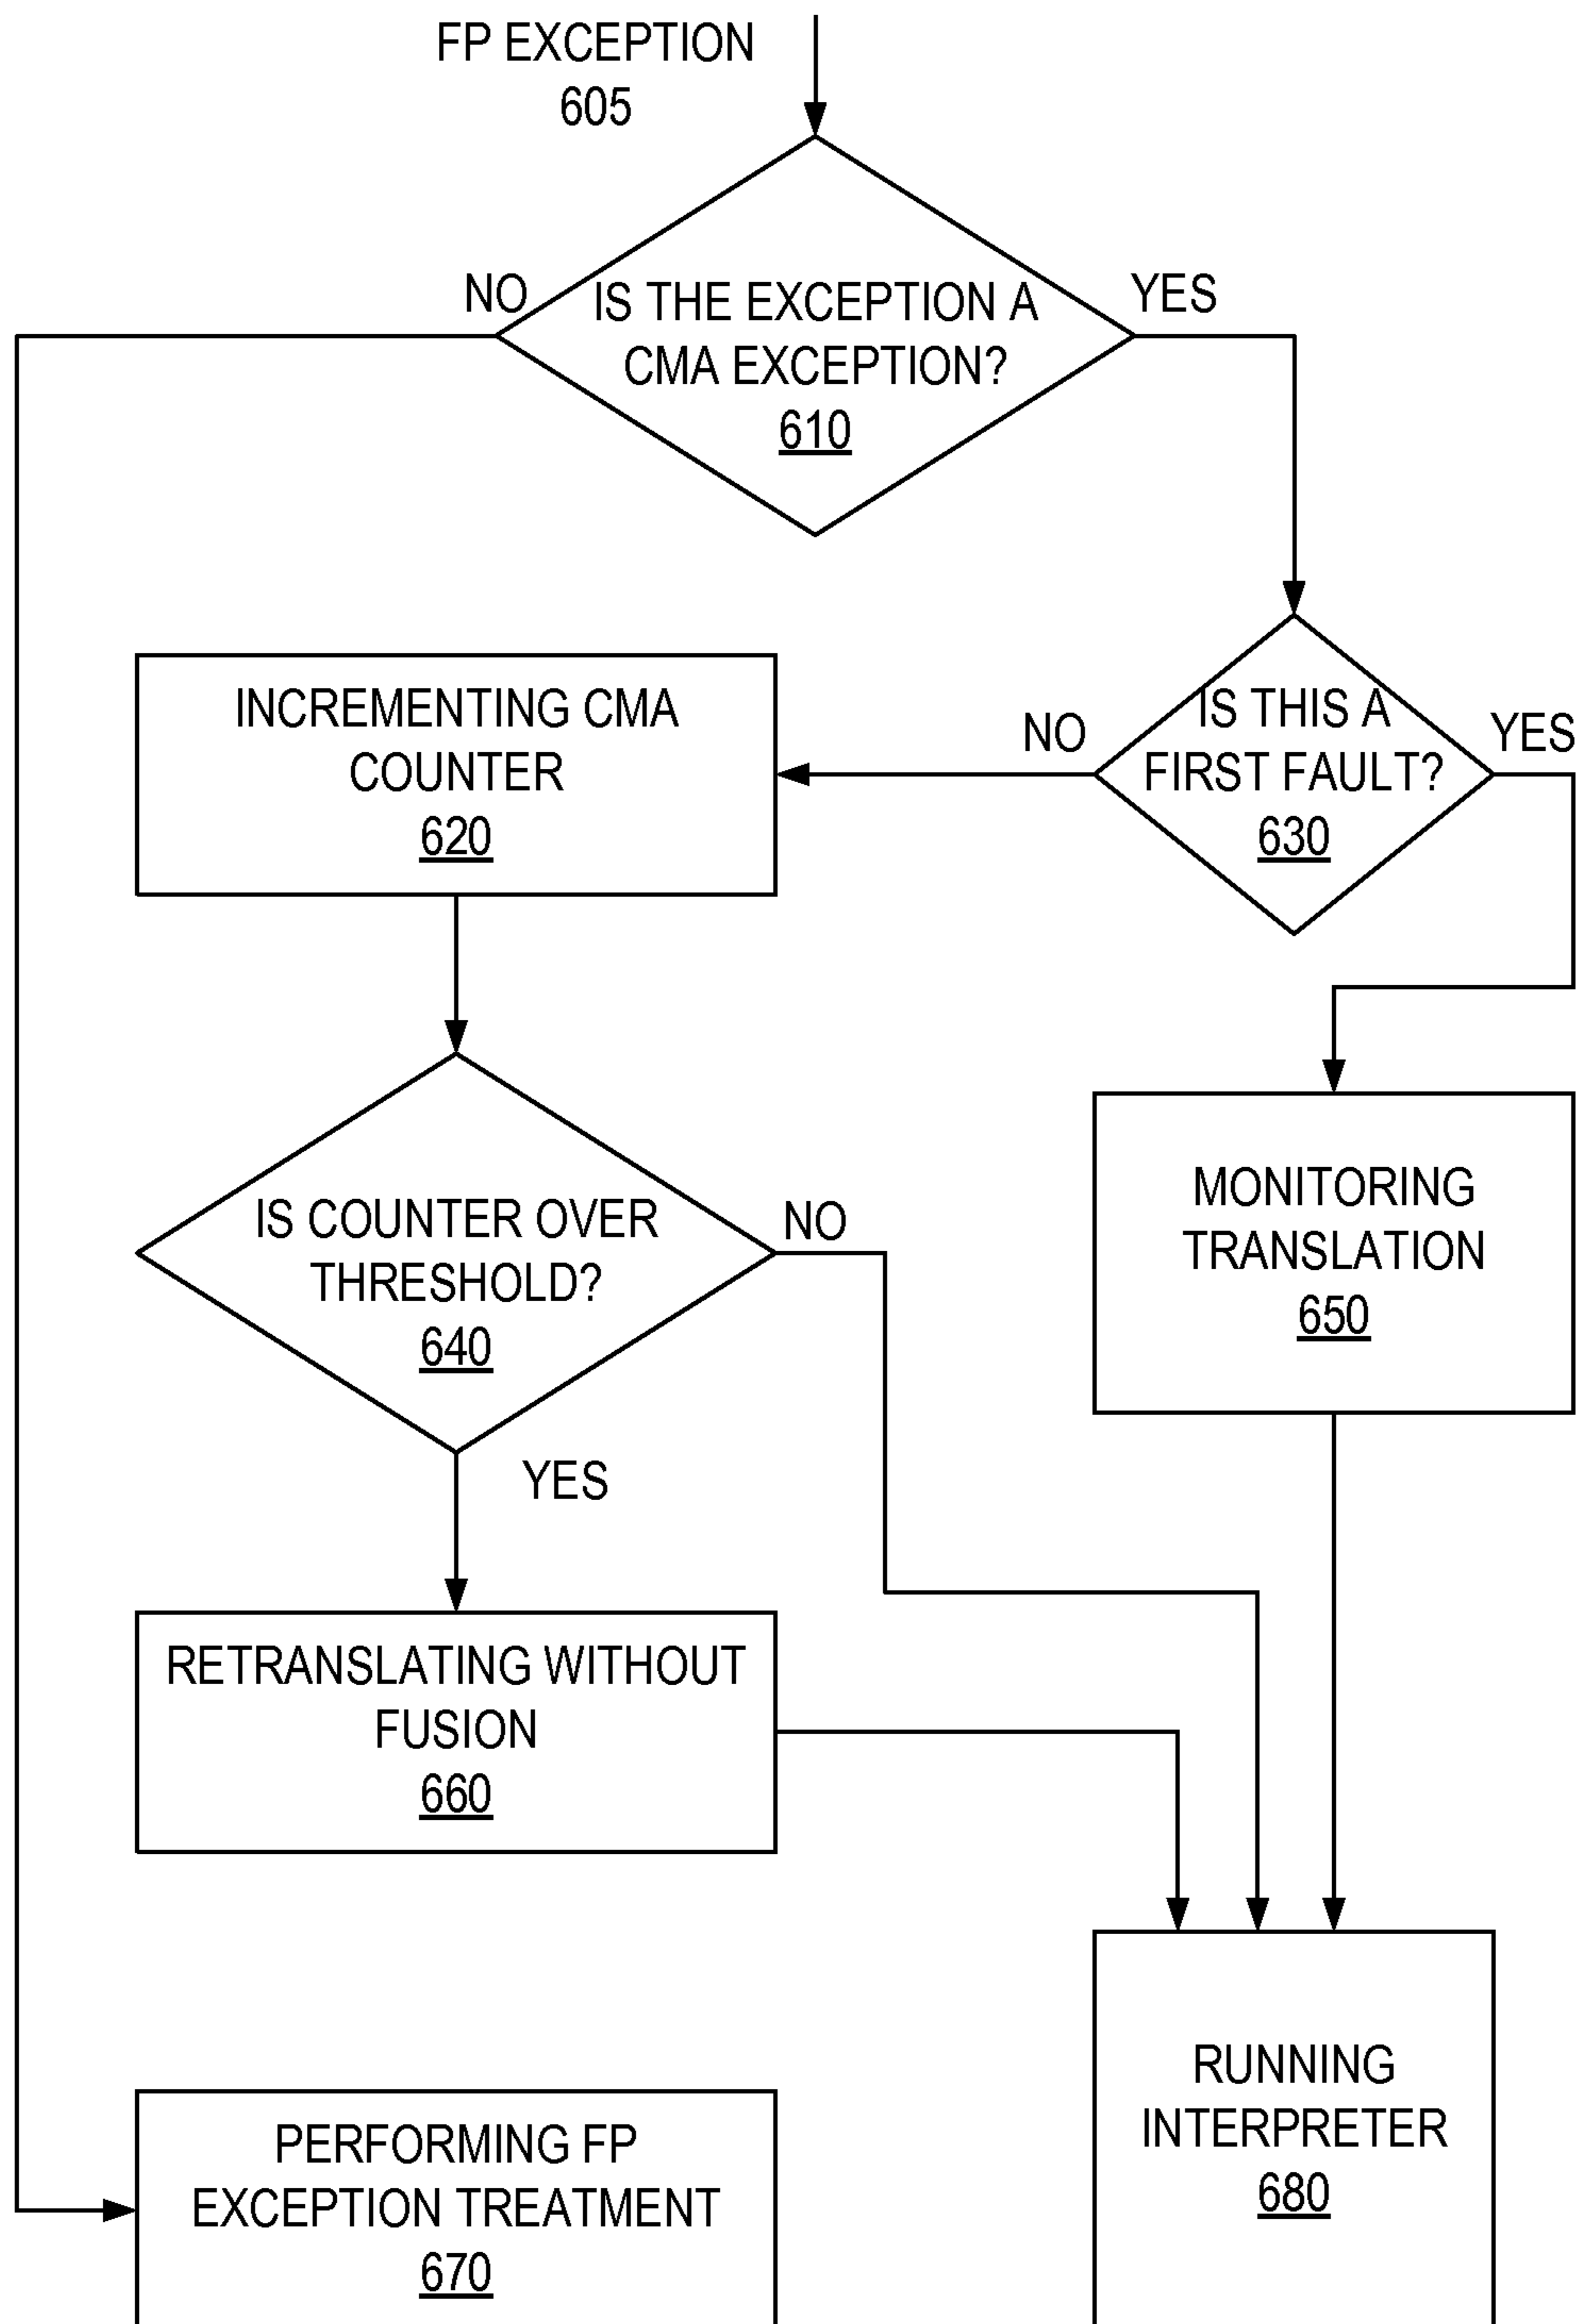 FP EXCEPTION
605
NO
YES
IS THE EXCEPTION A
CMA EXCEPTION?
610
INCREMENTING CMA
COUNTER
620
NO
YES
IS THIS A
FIRST FAULT?
630
IS COUNTER OVER
THRESHOLD?
640
NO
YES
MONITORING
TRANSLATION
650
RETRANSLATING WITHOUT
FUSION
660
PERFORMING FP
EXCEPTION TREATMENT
670
RUNNING
INTERPRETER
680